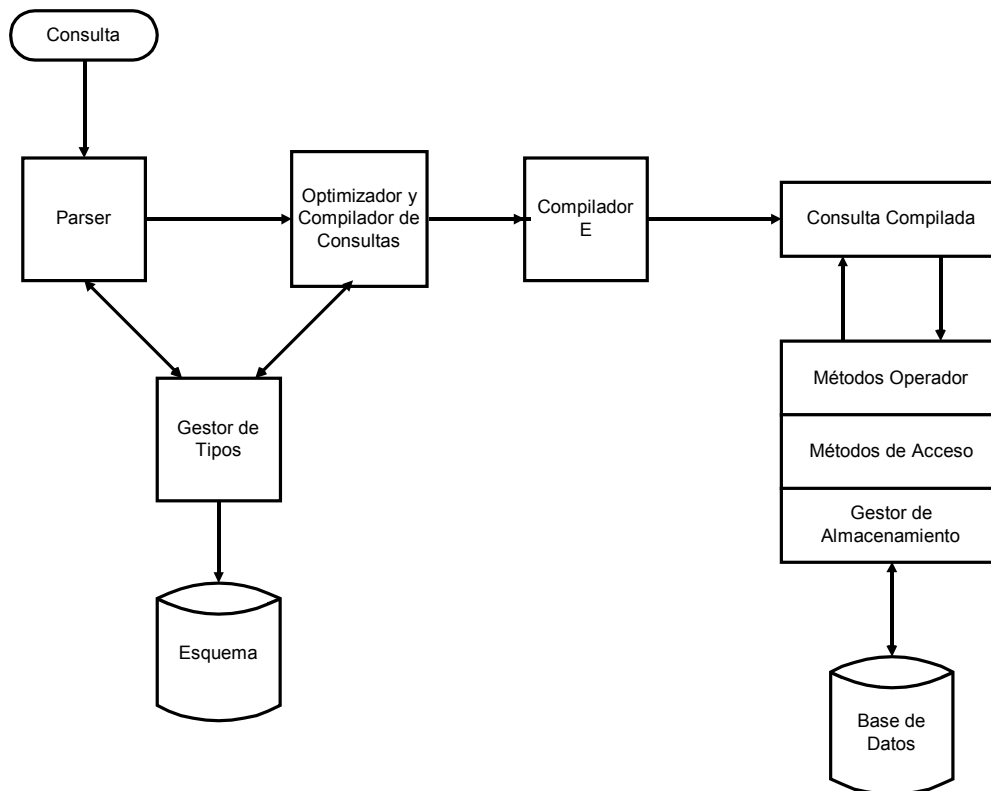 Consulta
Parser
Optimizador y
Compilador de
Consultas
Compilador
E
Consulta Compilada
Métodos Operador
Métodos de Acceso
Gestor de
Almacenamiento
Gestor de
Tipos
Esquema
Base de
Datos